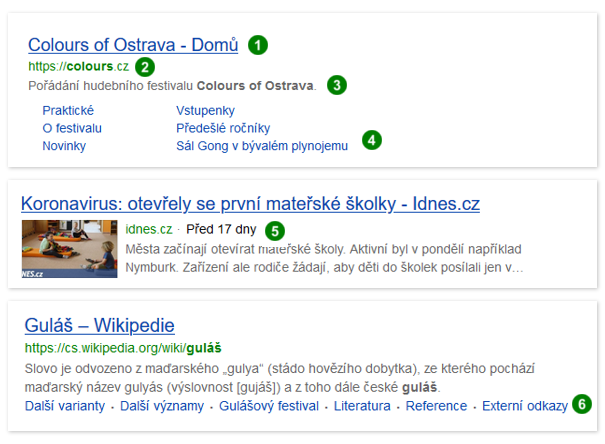 Colours of Ostrava - Domů 1
https://colours.cz 2
Pořádání hudebního festivalu Colours of Ostrava. 3
Praktické Vstupenky
O festivalu Předešlé ročníky
Novinky Sál Gong v bývalém plynojemu 4
Koronavirus: otevřely se první mateřské školky - Idnes.cz
idnes.cz · Před 17 dny 5
Města začínají otevírat mateřské školy. Aktivní byl v pondělí například
Nymburk. Zařízení ale rodiče žádají, aby děti do školek posílali jen v…
NES.cz
Guláš – Wikipedie
https://cs.wikipedia.org/wiki/guláš
Slovo je odvozeno z maďarského „gulya“ (stádo hovězího dobytka), ze kterého pochází
maďarský název gulyás (výslovnost [gujáš]) a z toho dále české guláš.
Další varianty · Další významy · Gulášový festival · Literatura · Reference · Externí odkazy 6